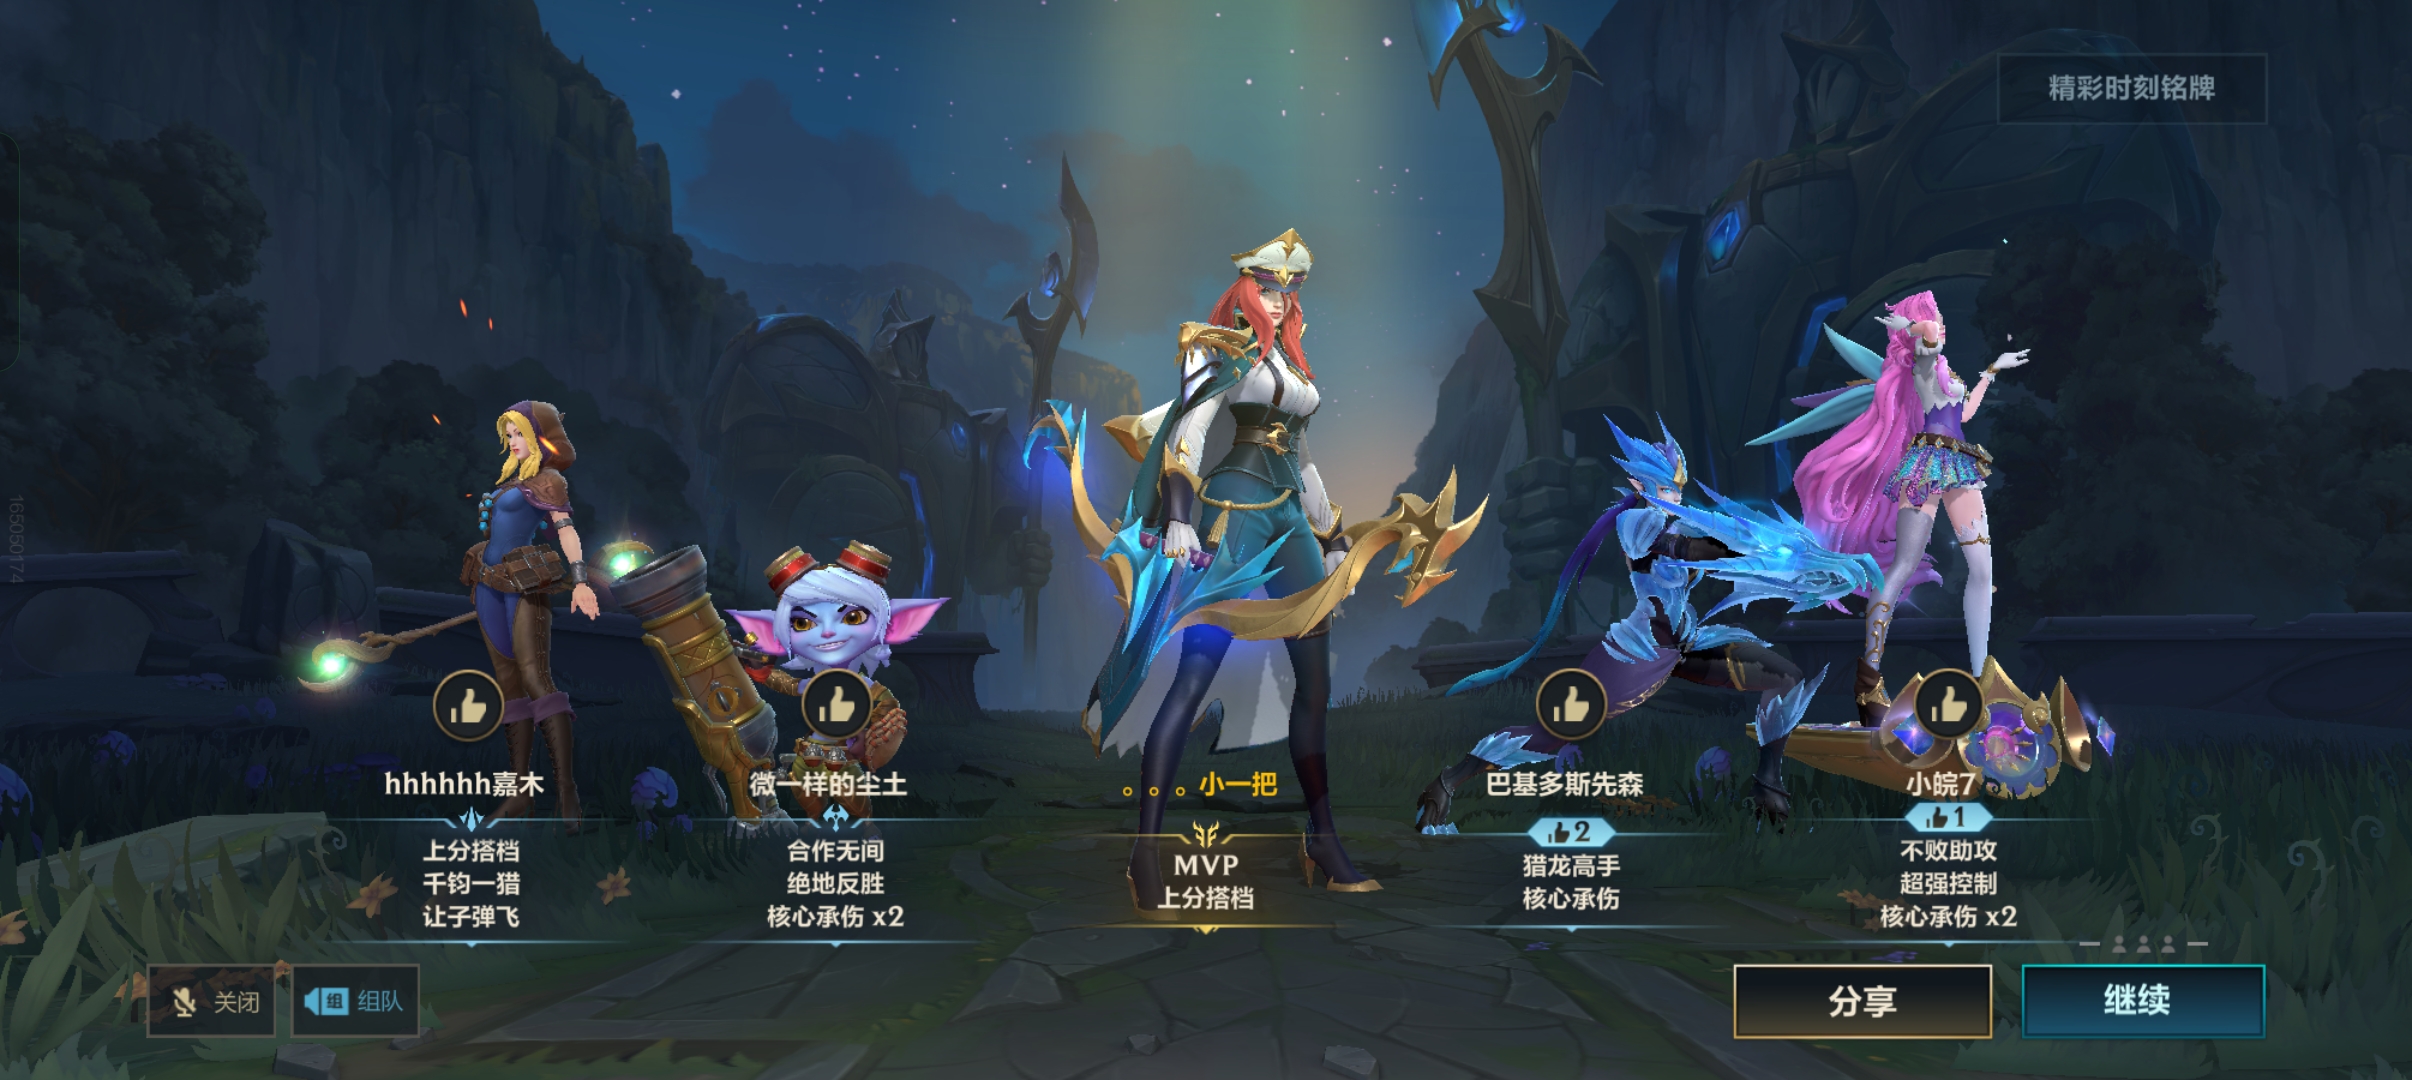 精彩时刻铭牌
165050174
hhhhhh嘉木
上分搭档
千钧一猎
让子弹飞
微一样的尘土
合作无间
绝地反胜
核心承伤 x2
。。。小一把
MVP
上分搭档
巴基多斯先森
2
猎龙高手
核心承伤
小皖7
1
不败助攻
超强控制
核心承伤 x2
关闭
组 组队
分享
继续